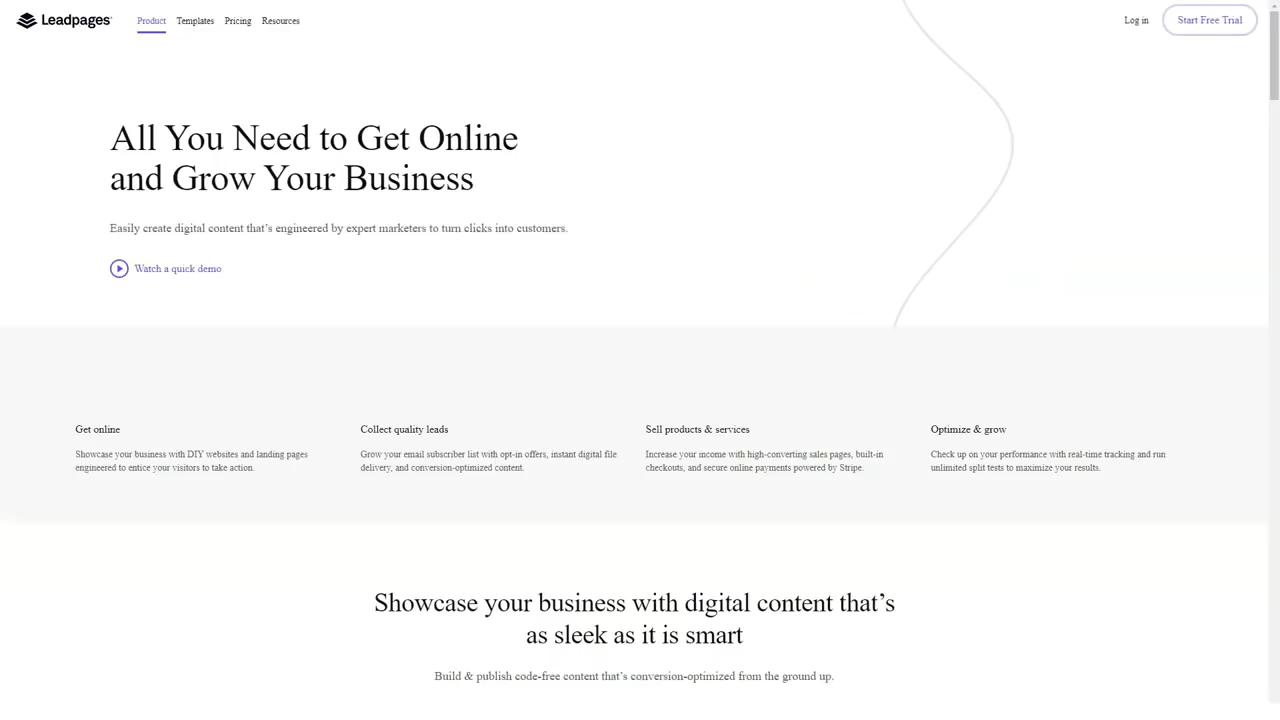 Leadpages
Product Templates Pricing Resources
Log in
Start Free Trial
All You Need to Get Online
and Grow Your Business
Easily create digital content that’s engineered by expert marketers to turn clicks into customers.
Watch a quick demo
Get online
Showcase your business with DIY websites and landing pages
engineered to entice your visitors to take action.
Collect quality leads
Grow your email subscriber list with opt-in offers, instant digital file
delivery, and conversion-optimized content.
Sell products & services
Increase your income with high-converting sales pages, built-in
checkouts, and secure online payments powered by Stripe.
Optimize & grow
Check up on your performance with real-time tracking and run
unlimited split tests to maximize your results.
Showcase your business with digital content that’s
as sleek as it is smart
Build & publish code-free content that’s conversion-optimized from the ground up.